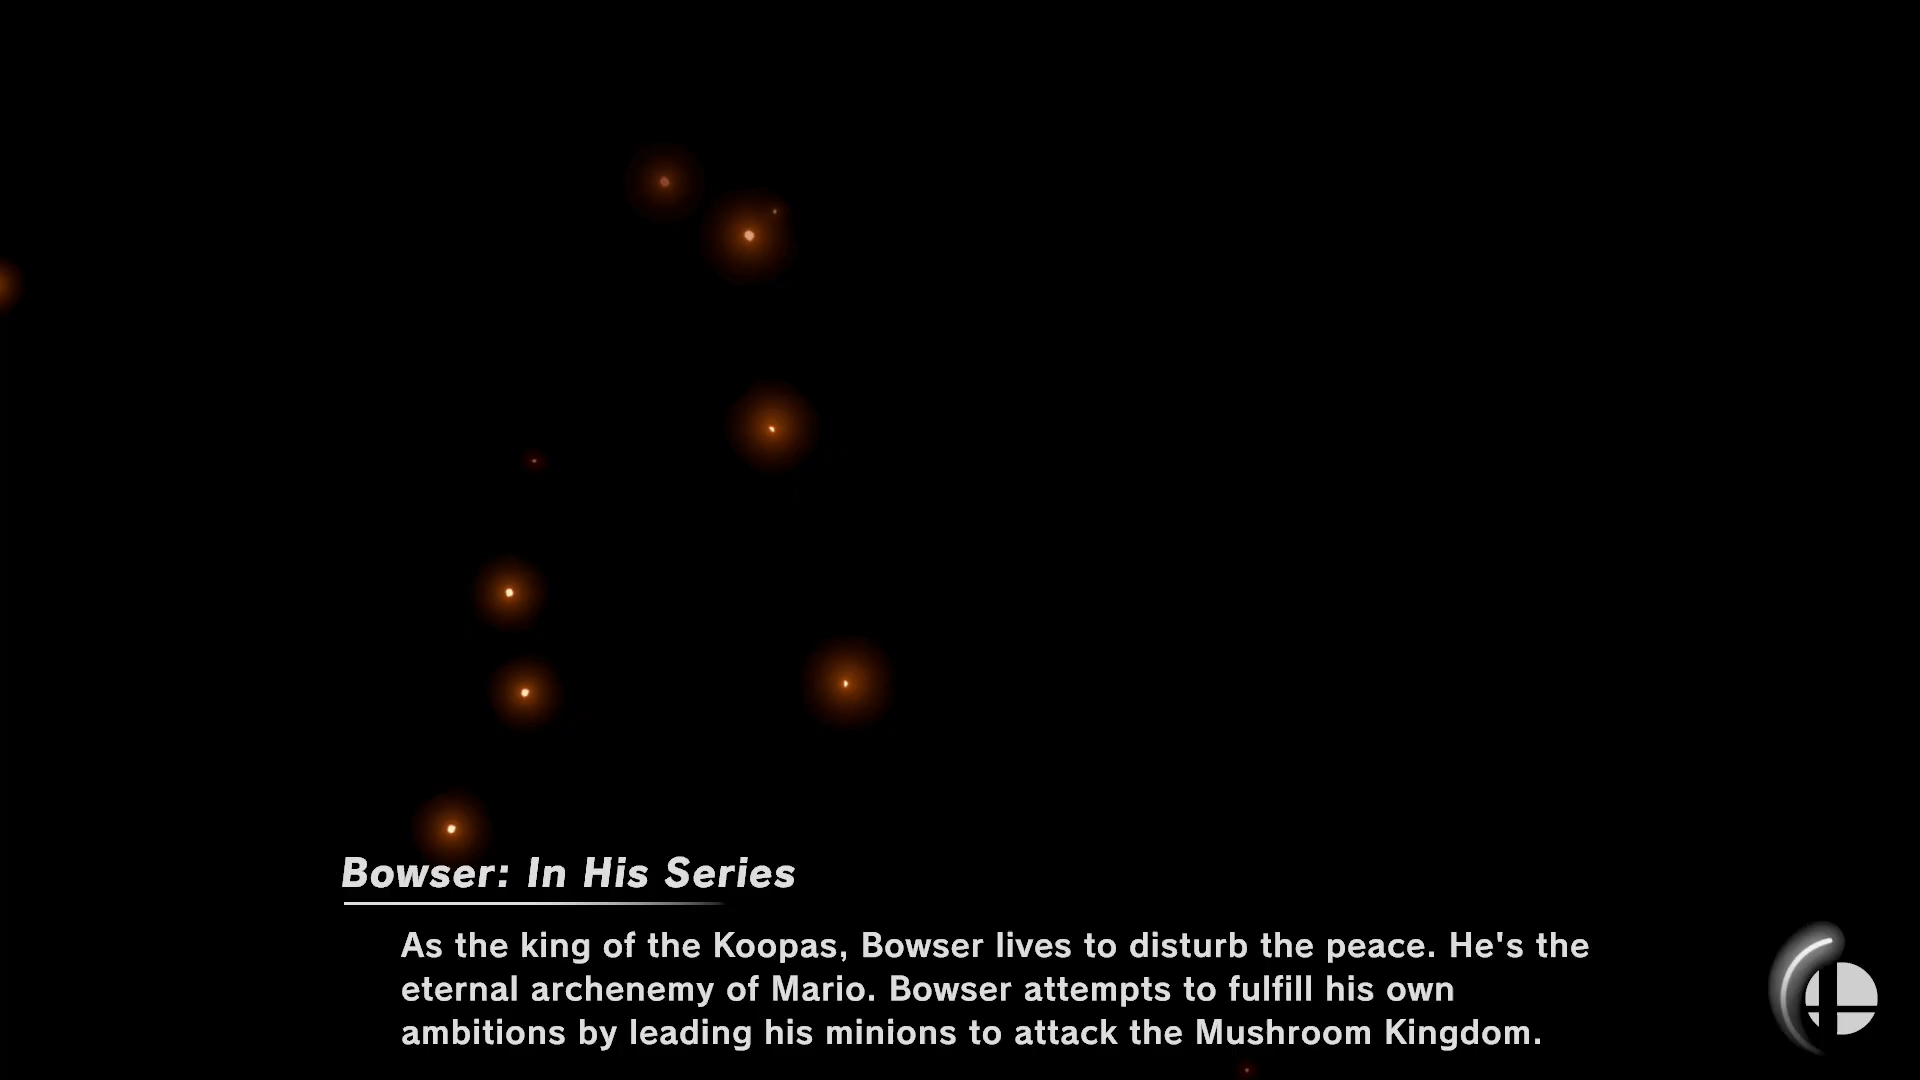 Bowser: In His Series
As the king of the Koopas, Bowser lives to disturb the peace. He's the
eternal archenemy of Mario. Bowser attempts to fulfill his own
ambitions by leading his minions to attack the Mushroom Kingdom.